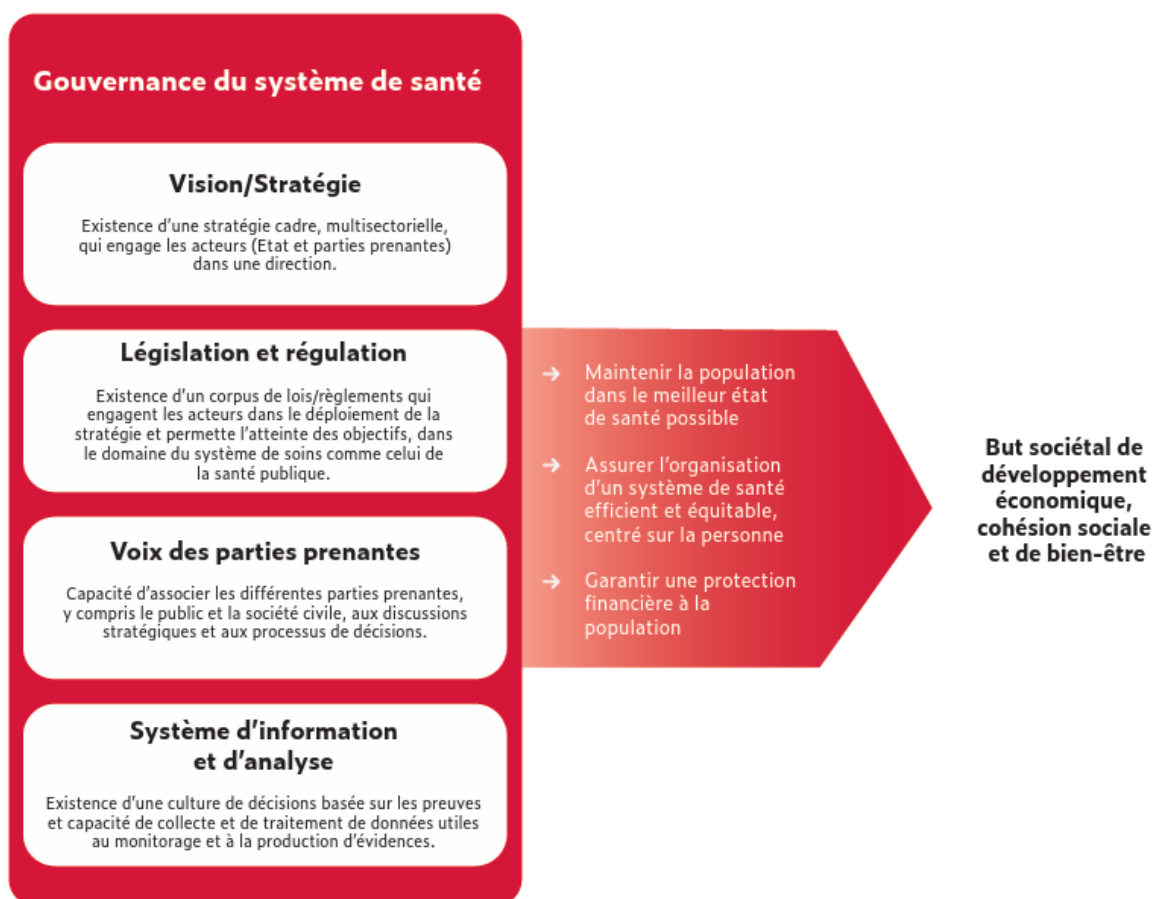 Gouvernance du système de santé
Vision/Stratégie
Existence d'une stratégie cadre, multisectorielle,
qui engage les acteurs (Etat et parties prenantes)
dans une direction.
Législation et régulation
Existence d'un corpus de lois/règlements qui
engagent les acteurs dans le déploiement de la
stratégie et permette l'atteinte des objectifs, dans
le domaine du système de soins comme celui de
la santé publique.
Voix des parties prenantes
Capacité d'associer les différentes parties prenantes,
y compris le public et la société civile, aux discussions
stratégiques et aux processus de décisions.
Système d'information
et d'analyse
Existence d'une culture de décisions basée sur les preuves
et capacité de collecte et de traitement de données utiles
au monitorage et à la production d'évidences.
→ Maintenir la population
dans le meilleur état
de santé possible
→ Assurer l'organisation
d'un système de santé
efficient et équitable,
centré sur la personne
→ Garantir une protection
financière à la
population
But sociétal de
développement
économique,
cohésion sociale
et de bien-être